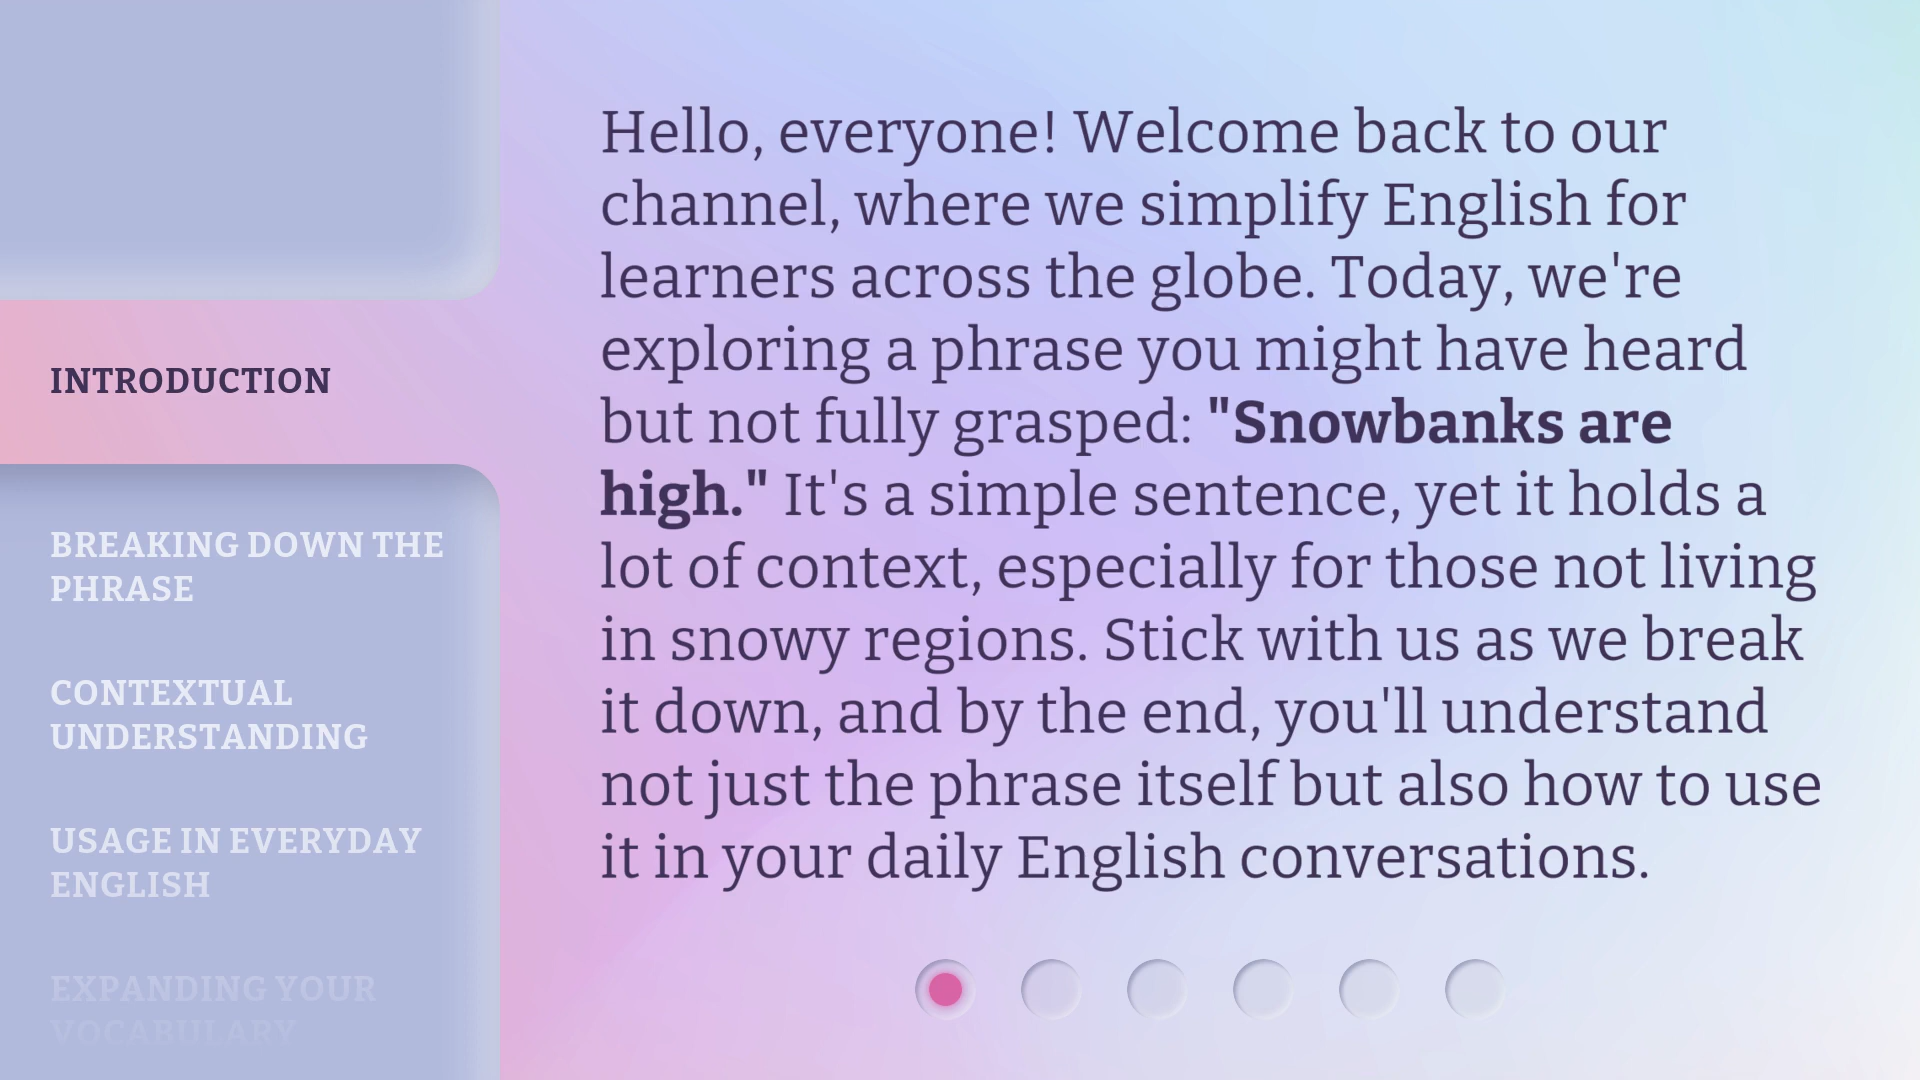 INTRODUCTION
BREAKING DOWN THE
PHRASE
CONTEXTUAL
UNDERSTANDING
USAGE IN EVERYDAY
ENGLISH
EXPANDING YOUR
VOCABULARY
Hello, everyone! Welcome back to our
channel, where we simplify English for
learners across the globe. Today, we're
exploring a phrase you might have heard
but not fully grasped: "Snowbanks are
high." It's a simple sentence, yet it holds a
lot of context, especially for those not living
in snowy regions. Stick with us as we break
it down, and by the end, you'll understand
not just the phrase itself but also how to use
it in your daily English conversations.